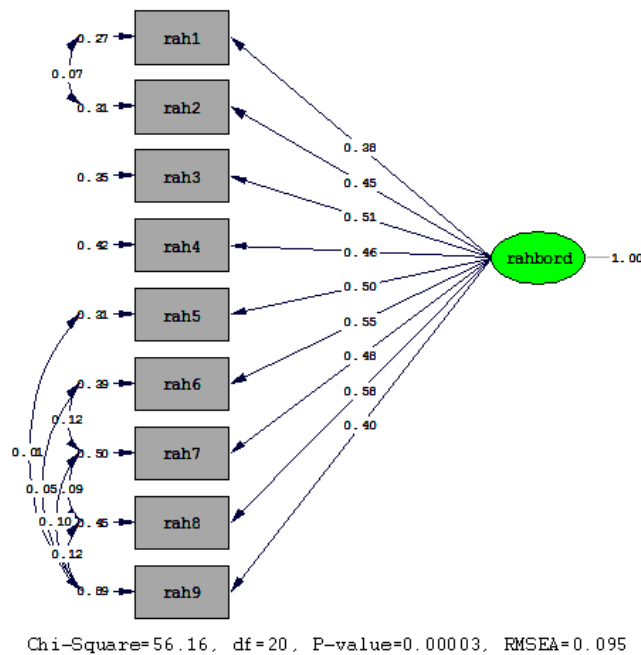 0.27 rah1
0.07
0.38
0.31 rah2
0.45
0.35 rah3
0.51
0.42 rah4
0.46
rahbord 1.00
0.50
0.31 rah5
0.55
0.39 rah6
0.48
0.12
0.58
0.01
0.50 rah7
0.40
0.05
.09
0.10
0.45 rah8
0.12
0.89 rah9
Chi-Square=56.16, df=20, P-value=0.00003, RMSEA=0.095